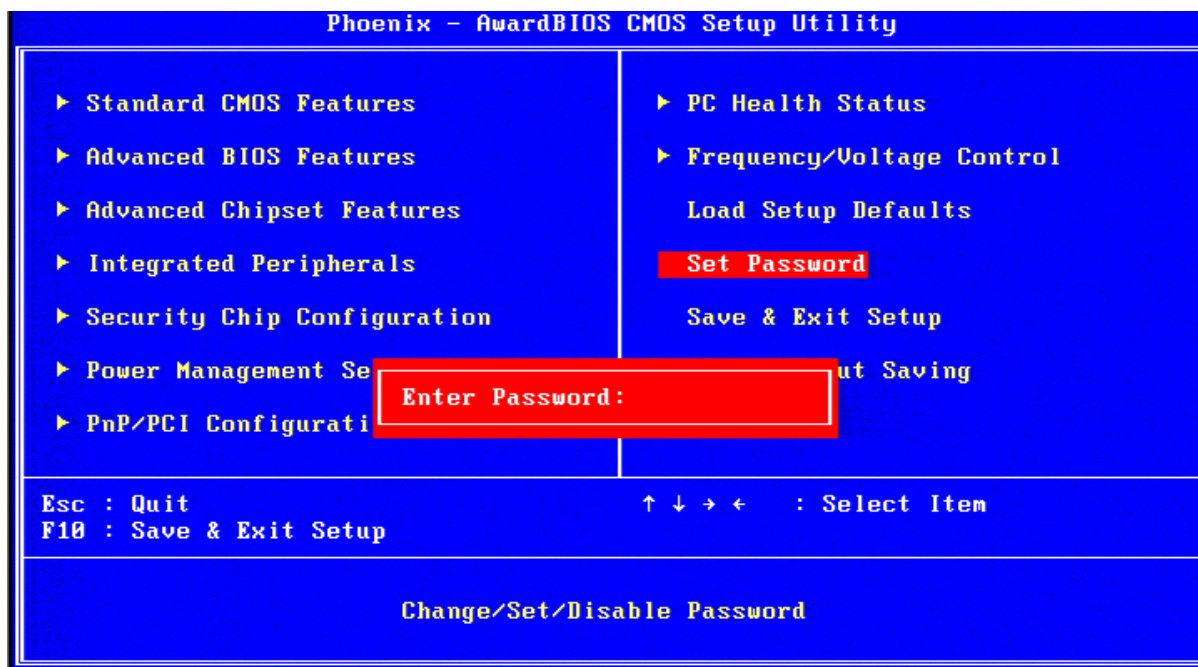 Phoenix - AwardBIOS CMOS Setup Utility
▶ Standard CMOS Features
▶ Advanced BIOS Features
▶ Advanced Chipset Features
▶ Integrated Peripherals
▶ Security Chip Configuration
▶ Power Management Se
▶ PnP/PCI Configurati
▶ PC Health Status
▶ Frequency/Voltage Control
Load Setup Defaults
Set Password
Save & Exit Setup
ut Saving
Enter Password:
Esc : Quit
F10 : Save & Exit Setup
↑ ↓ → ← : Select Item
Change/Set/Disable Password